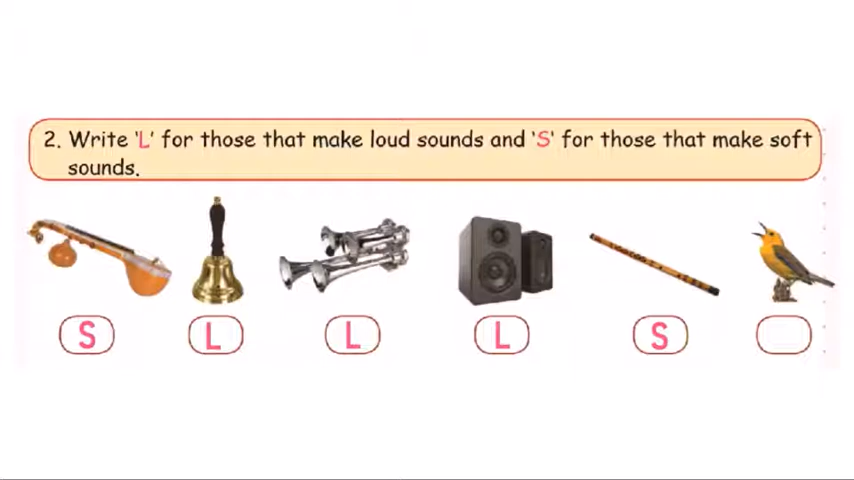 2. Write 'L' for those that make loud sounds and 'S' for those that make soft
sounds.
S L L L S